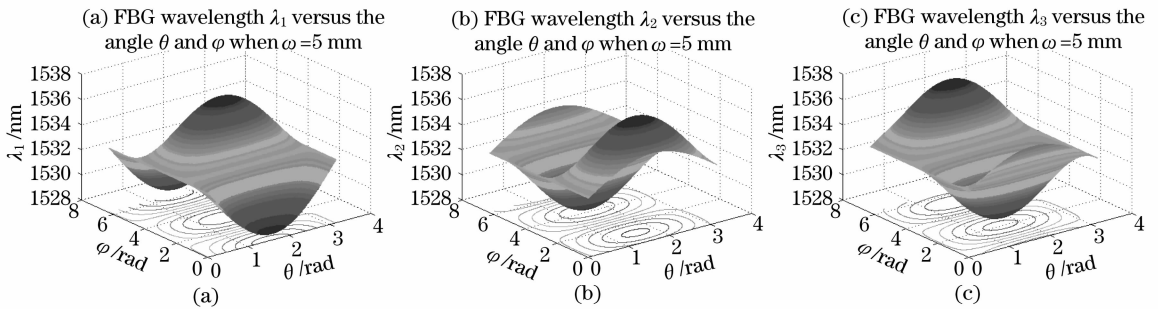 (a) FBG wavelength λ1 versus the
angle θ and φ when ω=5 mm
1538
1536
1534
1532
1530
1528
λ1/nm
8
6
4
2
0
φ/rad
0
1
2
3
4
θ/rad
(a)
(b) FBG wavelength λ2 versus the
angle θ and φ when ω=5 mm
1538
1536
1534
1532
1530
1528
λ2/nm
8
6
4
2
0
φ/rad
0
1
2
3
4
θ/rad
(b)
(c) FBG wavelength λ3 versus the
angle θ and φ when ω=5 mm
1538
1536
1534
1532
1530
1528
λ3/nm
8
6
4
2
0
φ/rad
0
1
2
3
4
θ/rad
(c)